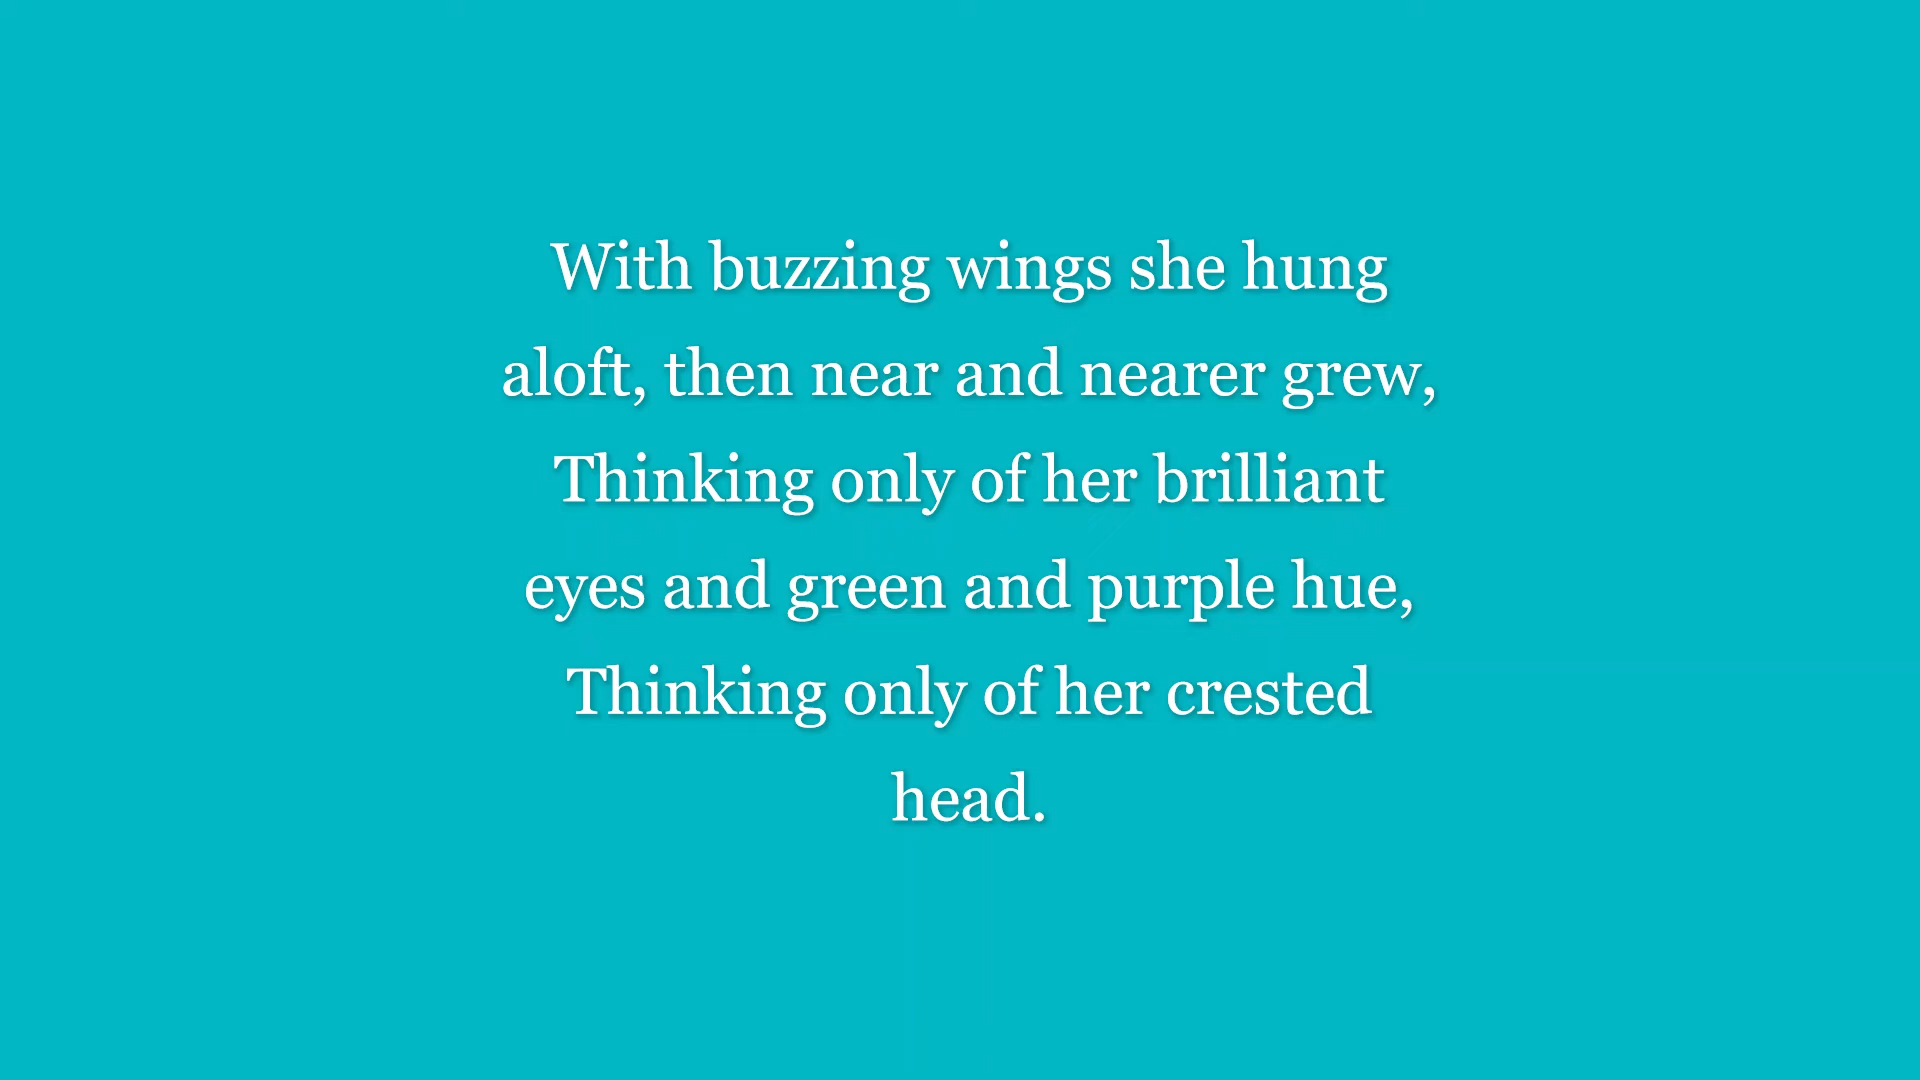 With buzzing wings she hung
aloft, then near and nearer grew,
Thinking only of her brilliant
eyes and green and purple hue,
Thinking only of her crested
head.